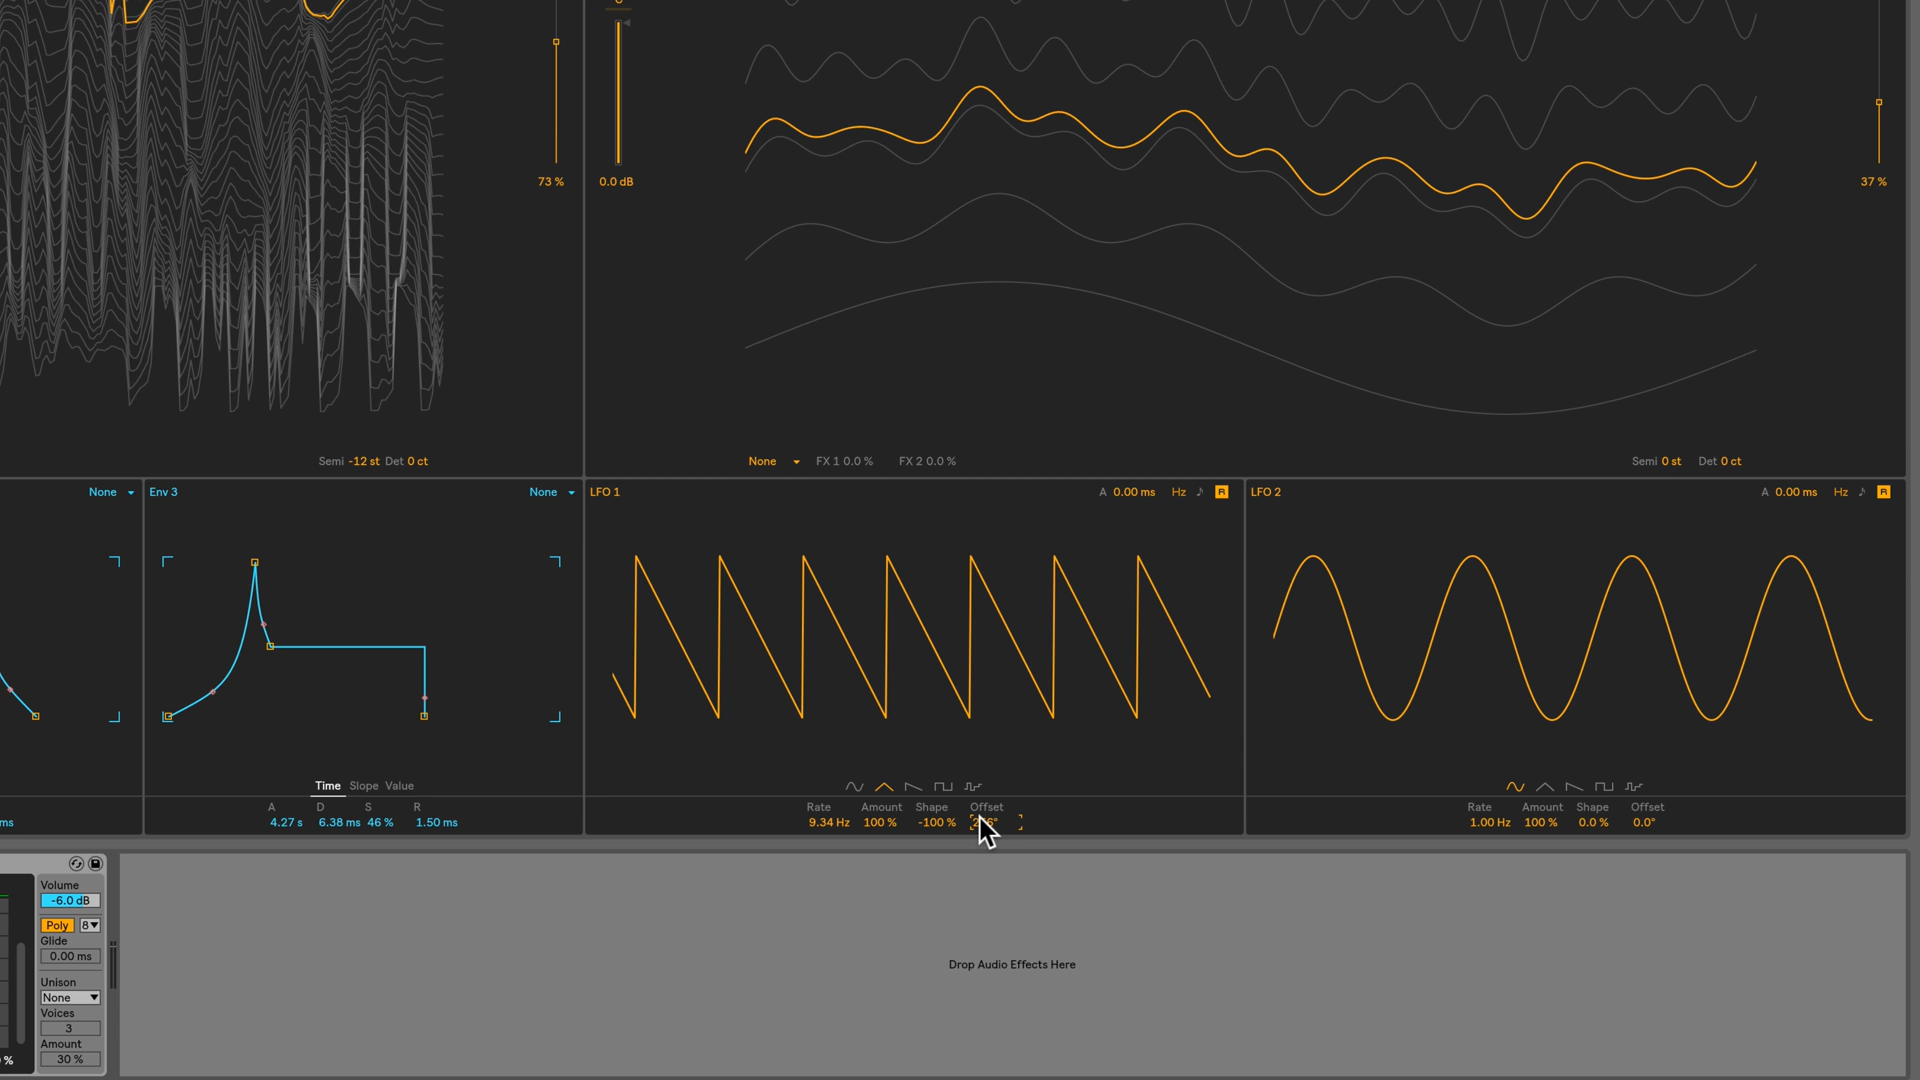 73 %
0.0 dB
37 %
Semi -12 st Det 0 ct
None FX 1 0.0 % FX 2 0.0 %
Semi 0 st Det 0 ct
None
Env 3 None
LFO 1 A 0.00 ms Hz R
LFO 2 A 0.00 ms Hz R
Time Slope Value
A D S R
ms
4.27 s 6.38 ms 46 % 1.50 ms
Rate Amount Shape Offset
9.34 Hz 100 % -100 %
Rate Amount Shape Offset
1.00 Hz 100 % 0.0 % 0.0°
Volume
-6.0 dB
Poly 8
Glide
0.00 ms
Unison
None
Voices
3
Amount
30 %
%
Drop Audio Effects Here